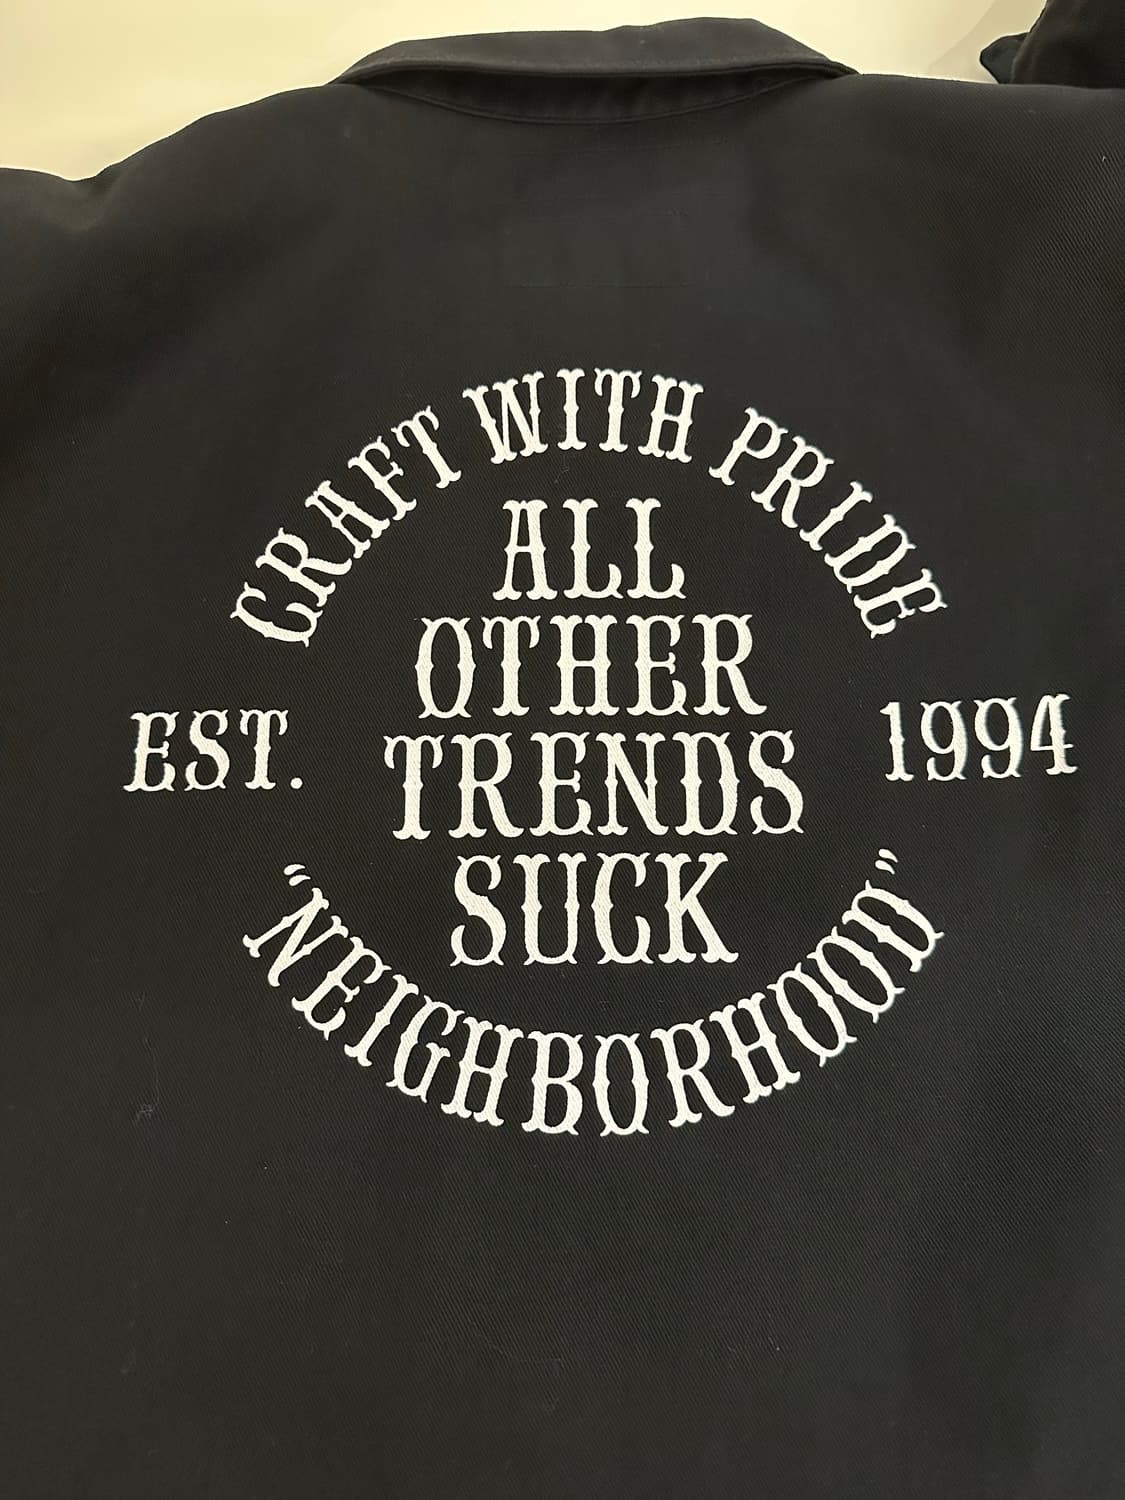 CRAFT WITH PRIDE
ALL
OTHER
TRENDS
SUCK
EST. 1994
“NEIGHBORHOOD”